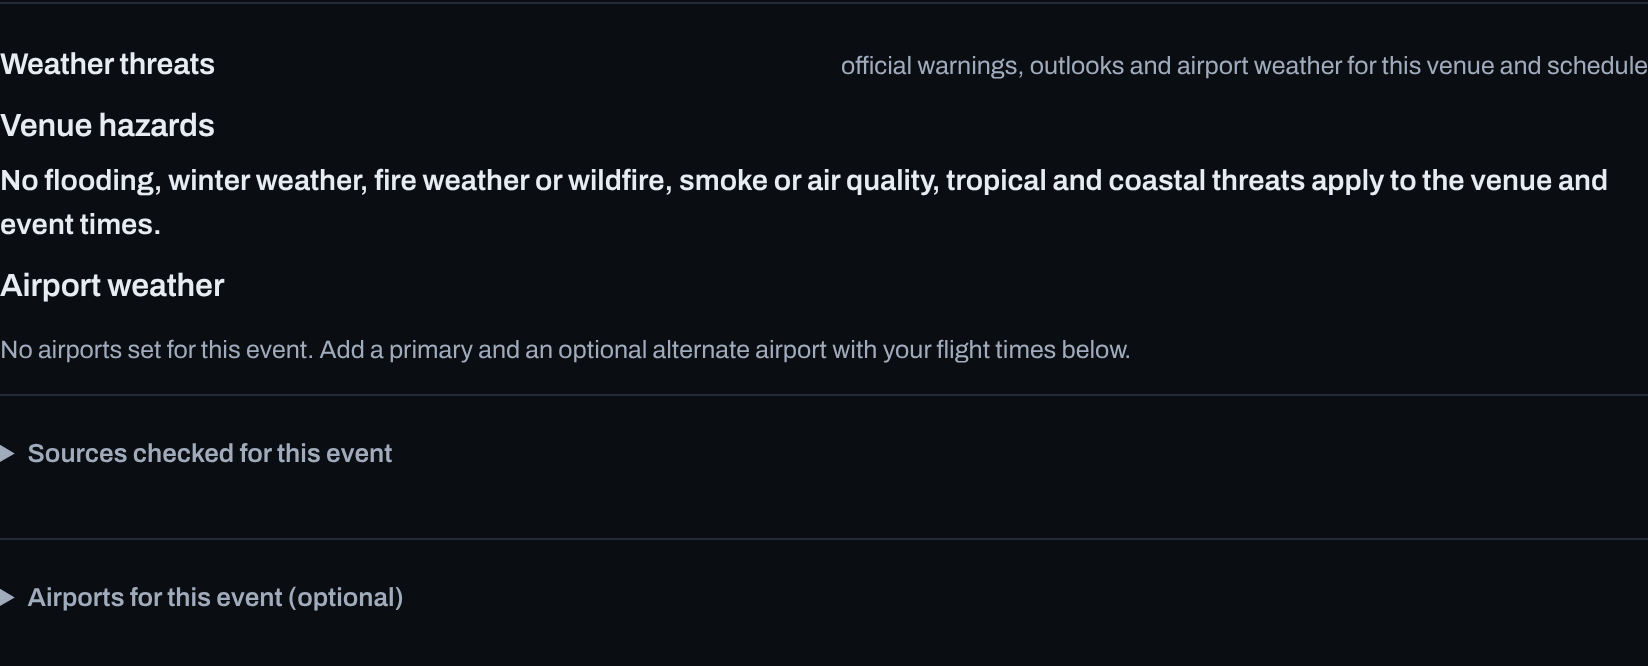 Weather threats
official warnings, outlooks and airport weather for this venue and schedule
Venue hazards
No flooding, winter weather, fire weather or wildfire, smoke or air quality, tropical and coastal threats apply to the venue and
event times.
Airport weather
No airports set for this event. Add a primary and an optional alternate airport with your flight times below.
Sources checked for this event
Airports for this event (optional)